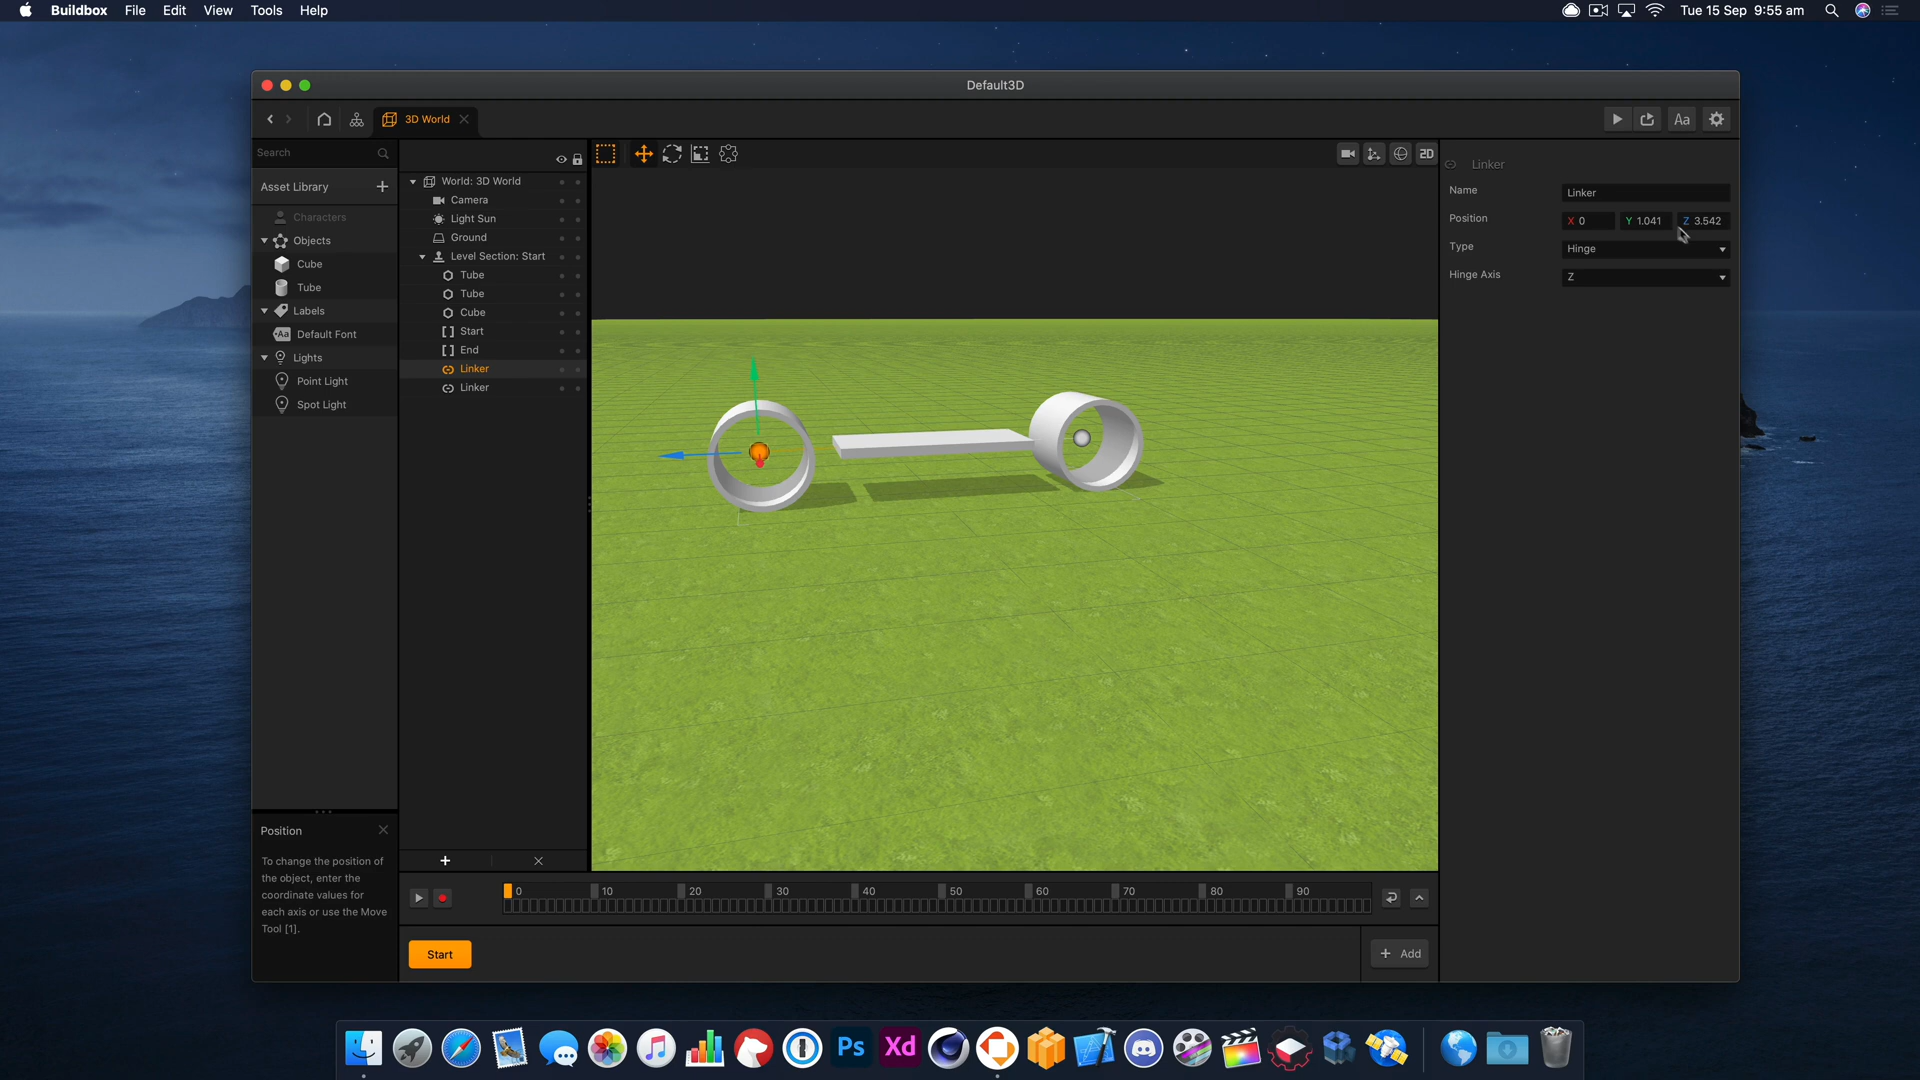 Buildbox File Edit View Tools Help
Tue 15 Sep 9:55 am
Default3D
3D World
Aa
Search
Asset Library
Characters
Objects
Cube
Tube
Labels
Aa Default Font
Lights
Point Light
Spot Light
World: 3D World
Camera
Light Sun
Ground
Level Section: Start
Tube
Tube
Cube
Start
End
Linker
Linker
2D
Linker
Name Linker
Position X 0 Y 1.041 Z 3.542
Type Hinge
Hinge Axis Z
Position
To change the position of
the object, enter the
coordinate values for
each axis or use the Move
Tool [1].
0 10 20 30 40 50 60 70 80 90
Start
+ Add
Ps Xd